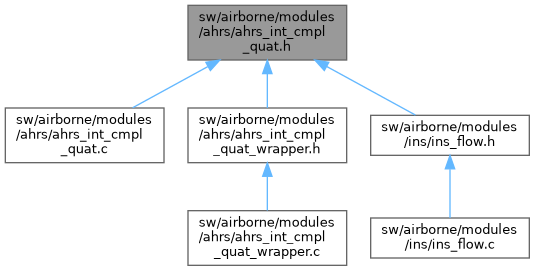 sw/airborne/modules
/ahrs/ahrs_int_cmpl
_quat.h
sw/airborne/modules
/ahrs/ahrs_int_cmpl
_quat.c
sw/airborne/modules
/ahrs/ahrs_int_cmpl
_quat_wrapper.h
sw/airborne/modules
/ins/ins_flow.h
sw/airborne/modules
/ahrs/ahrs_int_cmpl
_quat_wrapper.c
sw/airborne/modules
/ins/ins_flow.c